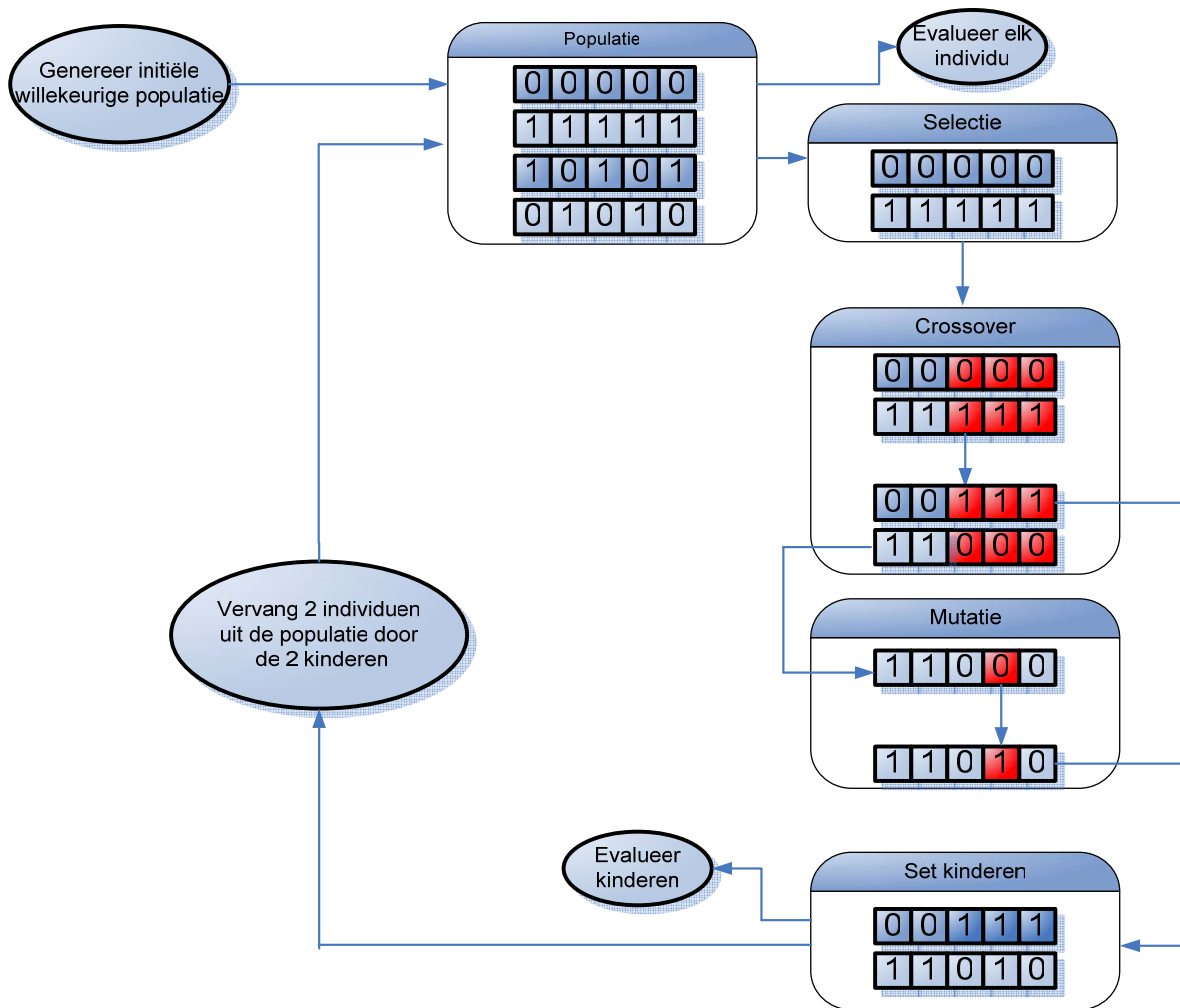 Genereer initiële
willekeurige populatie
Populatie
0 0 0 0 0
1 1 1 1 1
1 0 1 0 1
0 1 0 1 0
Evalueer elk
individu
Selectie
0 0 0 0 0
1 1 1 1 1
Crossover
0 0 0 0 0
1 1 1 1 1
0 0 1 1 1
1 1 0 0 0
Mutatie
1 1 0 0 0
1 1 0 1 0
Vervang 2 individuen
uit de populatie door
de 2 kinderen
Evalueer
kinderen
Set kinderen
0 0 1 1 1
1 1 0 1 0